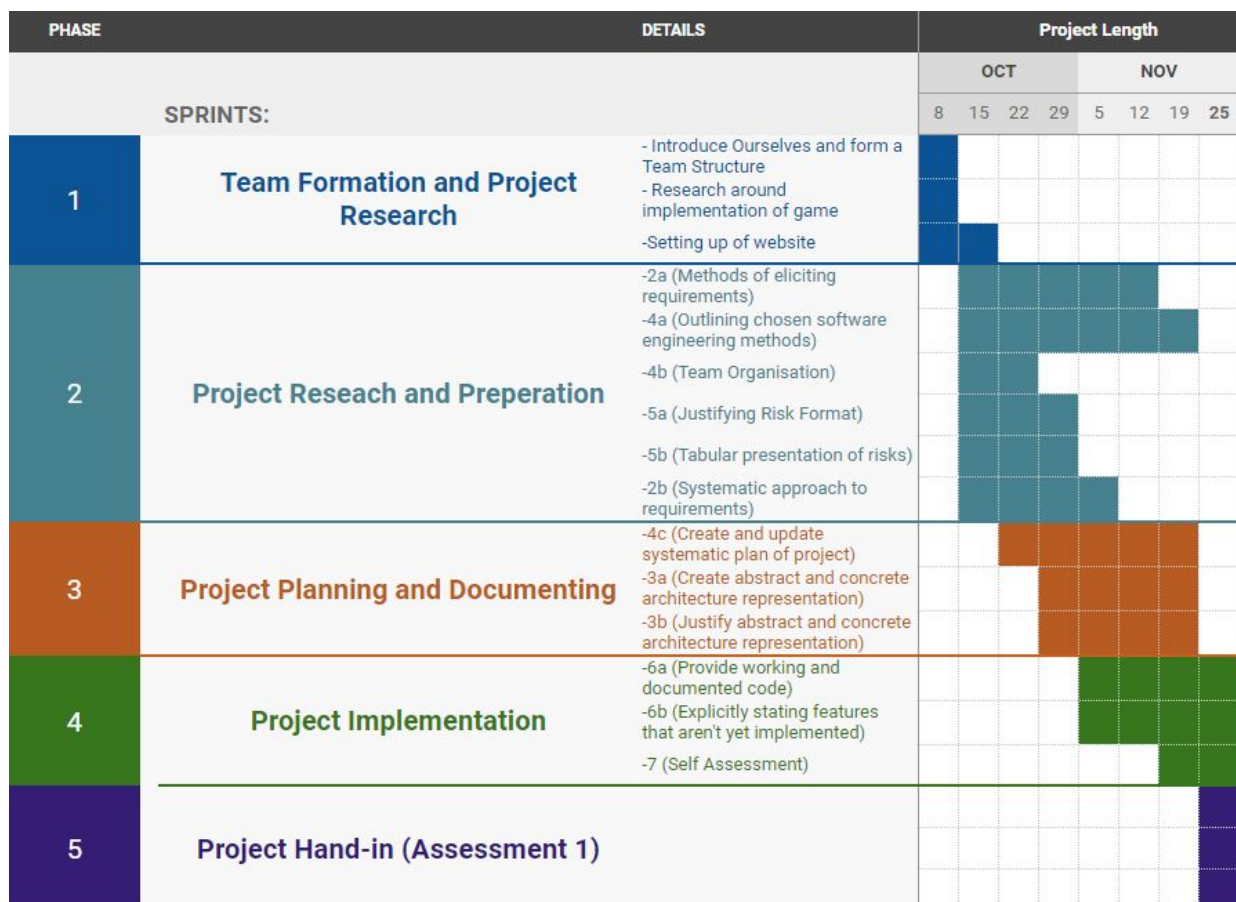 PHASE DETAILS Project Length
OCT NOV
SPRINTS: 8 15 22 29 5 12 19 25
1
Team Formation and Project
Research
- Introduce Ourselves and form a
Team Structure
- Research around
implementation of game
-Setting up of website
2
Project Reseach and Preperation
-2a (Methods of eliciting
requirements)
-4a (Outlining chosen software
engineering methods)
-4b (Team Organisation)
-5a (Justifying Risk Format)
-5b (Tabular presentation of risks)
-2b (Systematic approach to
requirements)
3
Project Planning and Documenting
-4c (Create and update
systematic plan of project)
-3a (Create abstract and concrete
architecture representation)
-3b (Justify abstract and concrete
architecture representation)
4
Project Implementation
-6a (Provide working and
documented code)
-6b (Explicitly stating features
that aren't yet implemented)
-7 (Self Assessment)
5
Project Hand-in (Assessment 1)